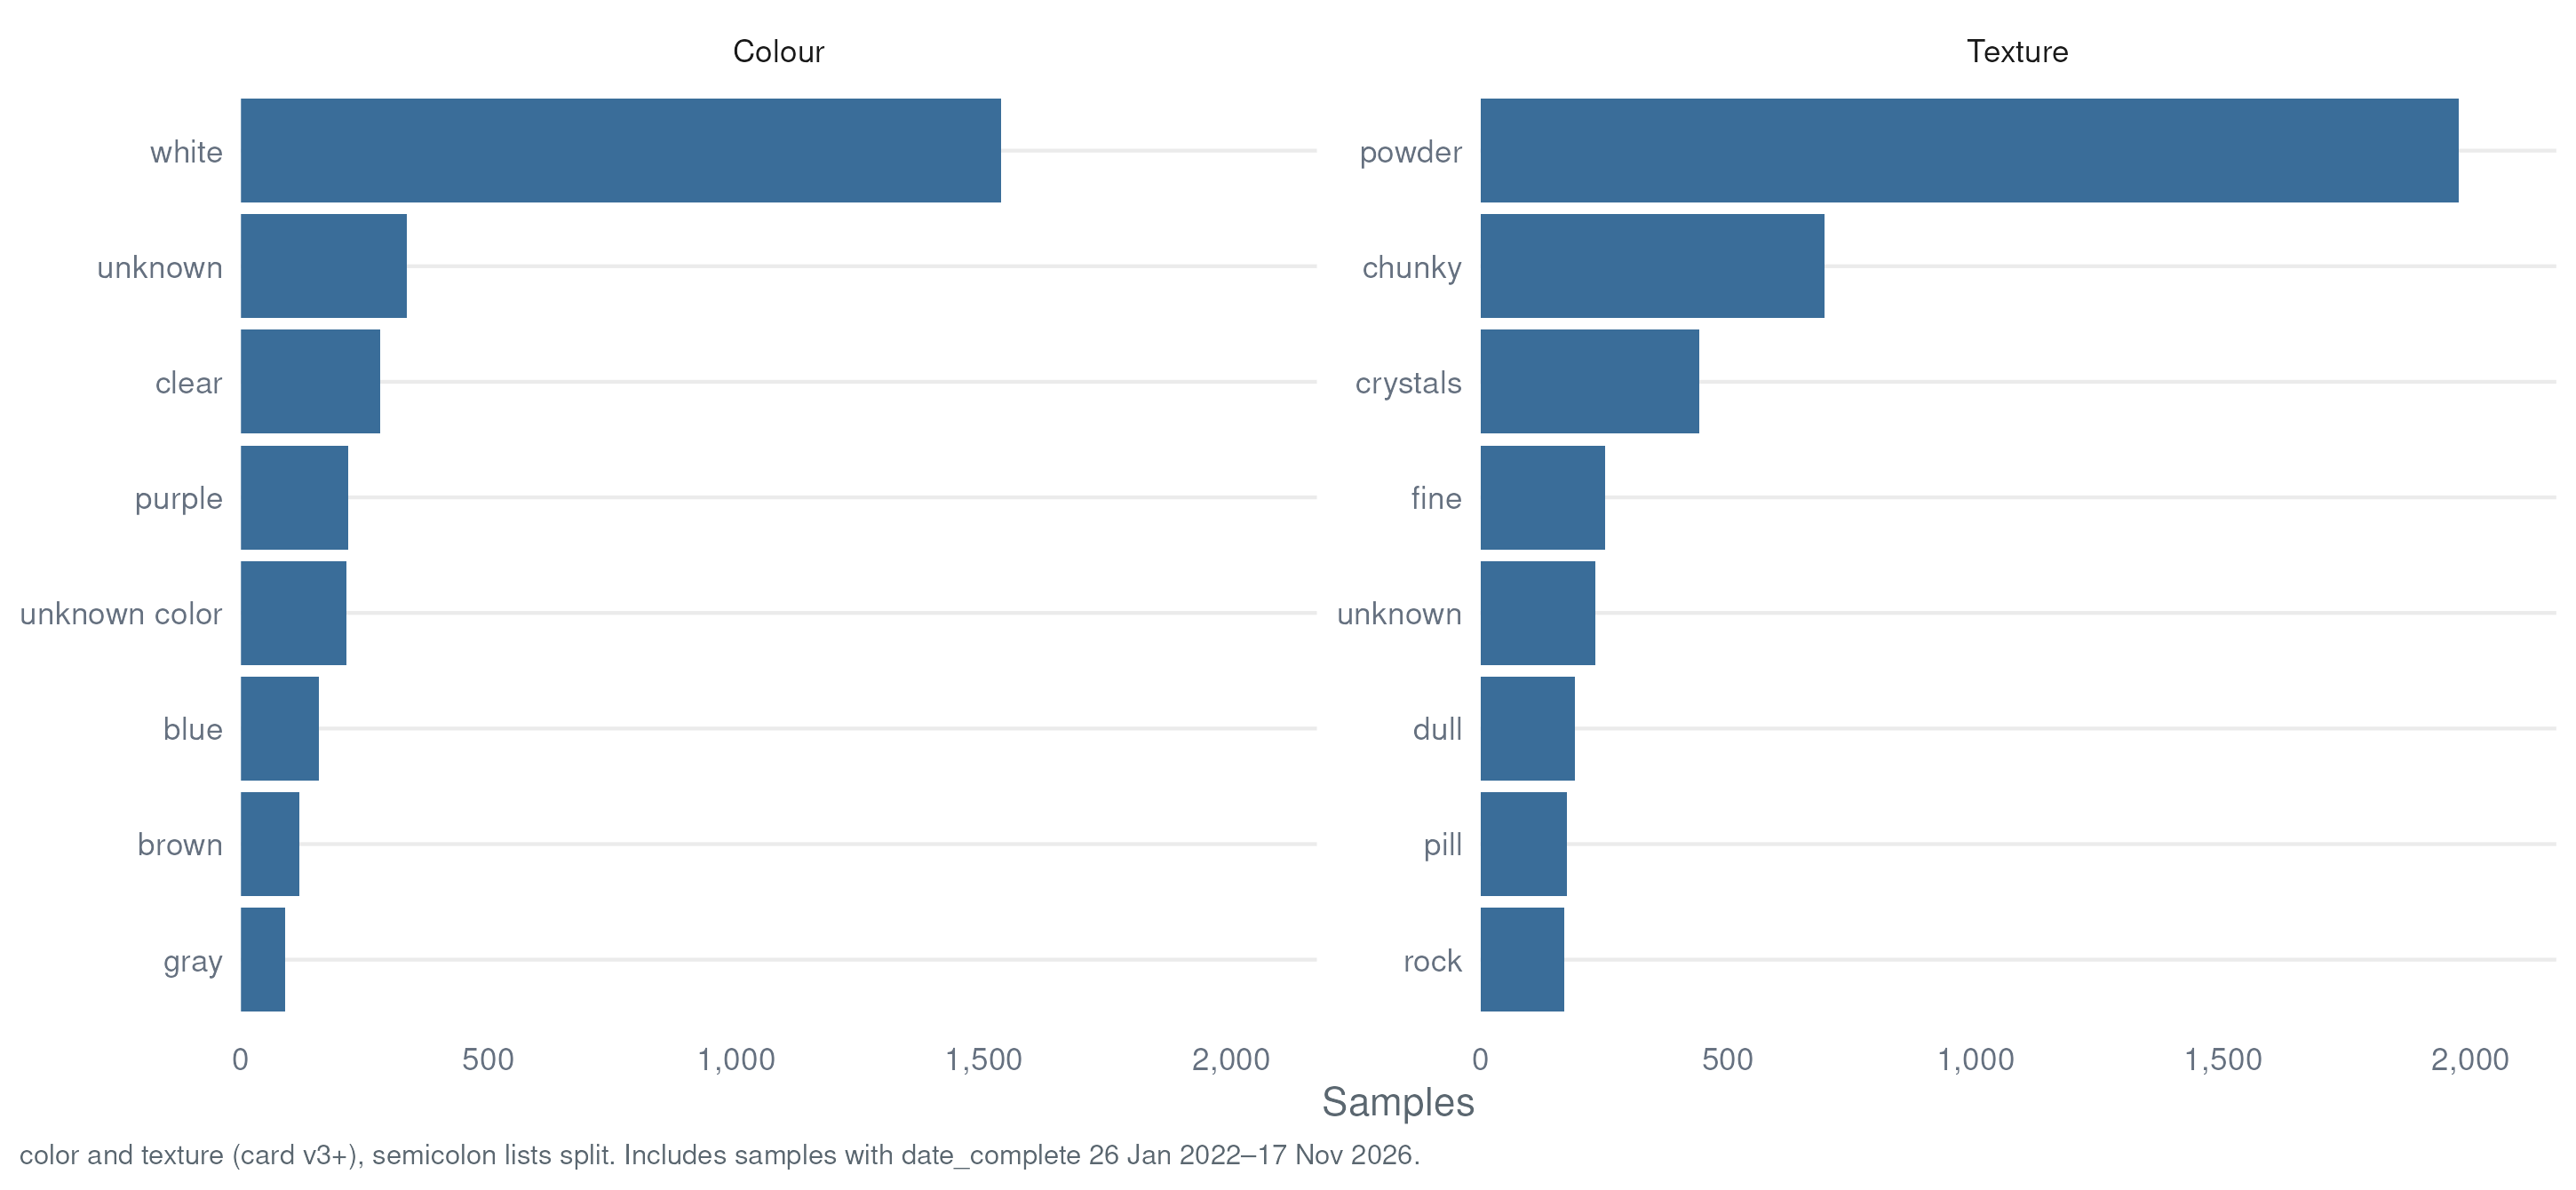 Colour
white
unknown
clear
purple
unknown color
blue
brown
gray
0 500 1,000 1,500 2,000
Texture
powder
chunky
crystals
fine
unknown
dull
pill
rock
0 500 1,000 1,500 2,000
Samples
color and texture (card v3+), semicolon lists split. Includes samples with date_complete 26 Jan 2022–17 Nov 2026.